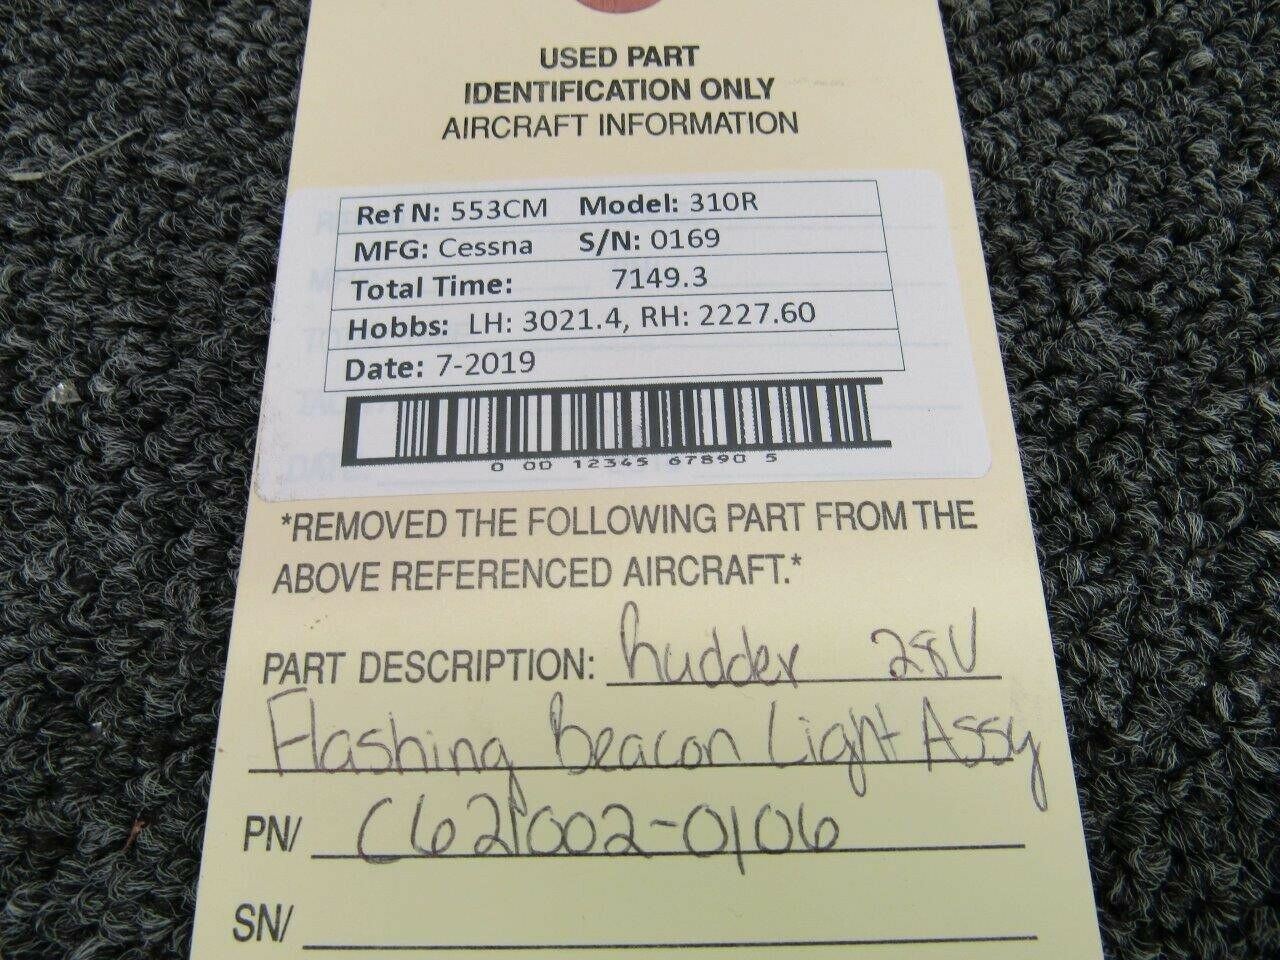 USED PART
IDENTIFICATION ONLY
AIRCRAFT INFORMATION
Ref N: 553CM Model: 310R
MFG: Cessna S/N: 0169
Total Time: 7149.3
Hobbs: LH: 3021.4, RH: 2227.60
Date: 7-2019
0 00 12345 67890 5
*REMOVED THE FOLLOWING PART FROM THE
ABOVE REFERENCED AIRCRAFT.*
PART DESCRIPTION: Rudder 28V
Flashing Beacon Light Assy
PN/ C621002-0106
SN/